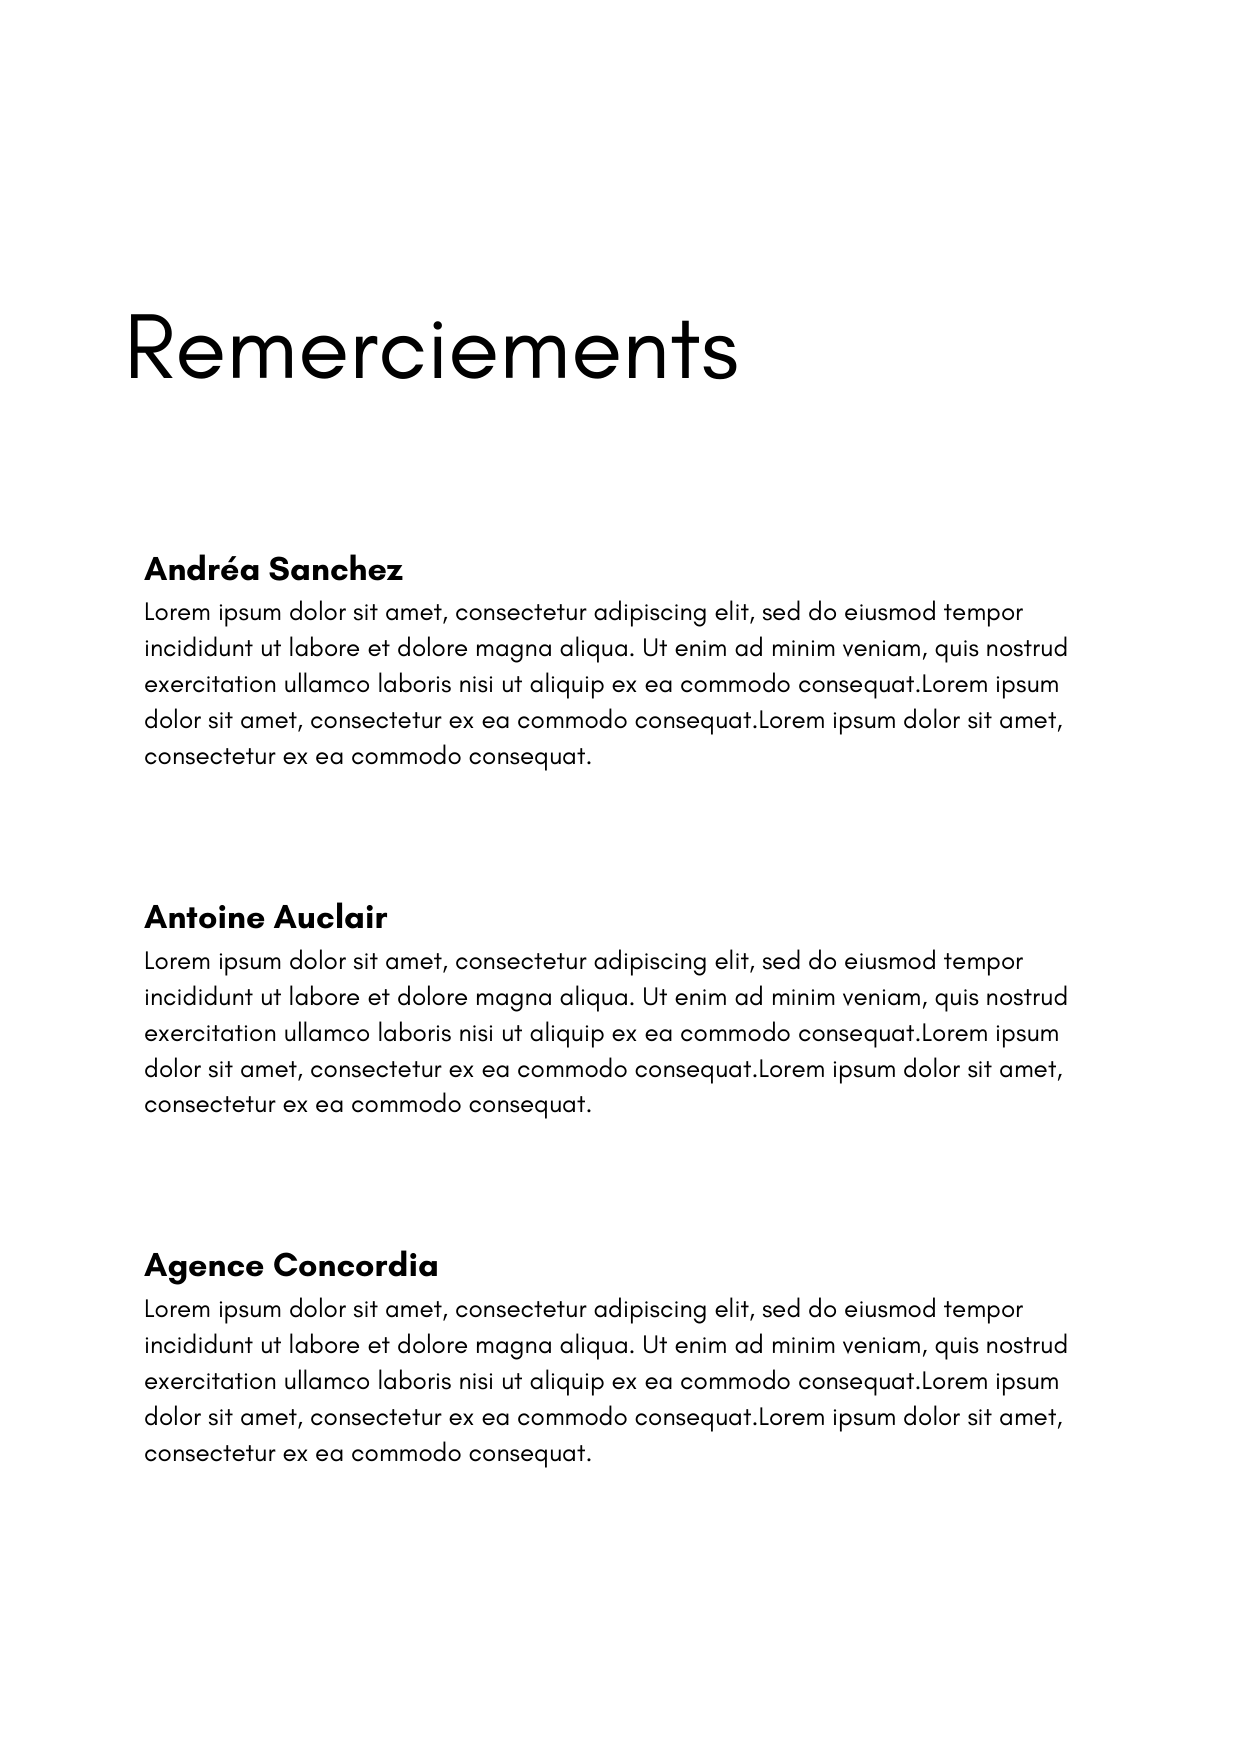 Remerciements
Andréa Sanchez
Lorem ipsum dolor sit amet, consectetur adipiscing elit, sed do eiusmod tempor
incididunt ut labore et dolore magna aliqua. Ut enim ad minim veniam, quis nostrud
exercitation ullamco laboris nisi ut aliquip ex ea commodo consequat.Lorem ipsum
dolor sit amet, consectetur ex ea commodo consequat.Lorem ipsum dolor sit amet,
consectetur ex ea commodo consequat.
Antoine Auclair
Lorem ipsum dolor sit amet, consectetur adipiscing elit, sed do eiusmod tempor
incididunt ut labore et dolore magna aliqua. Ut enim ad minim veniam, quis nostrud
exercitation ullamco laboris nisi ut aliquip ex ea commodo consequat.Lorem ipsum
dolor sit amet, consectetur ex ea commodo consequat.Lorem ipsum dolor sit amet,
consectetur ex ea commodo consequat.
Agence Concordia
Lorem ipsum dolor sit amet, consectetur adipiscing elit, sed do eiusmod tempor
incididunt ut labore et dolore magna aliqua. Ut enim ad minim veniam, quis nostrud
exercitation ullamco laboris nisi ut aliquip ex ea commodo consequat.Lorem ipsum
dolor sit amet, consectetur ex ea commodo consequat.Lorem ipsum dolor sit amet,
consectetur ex ea commodo consequat.